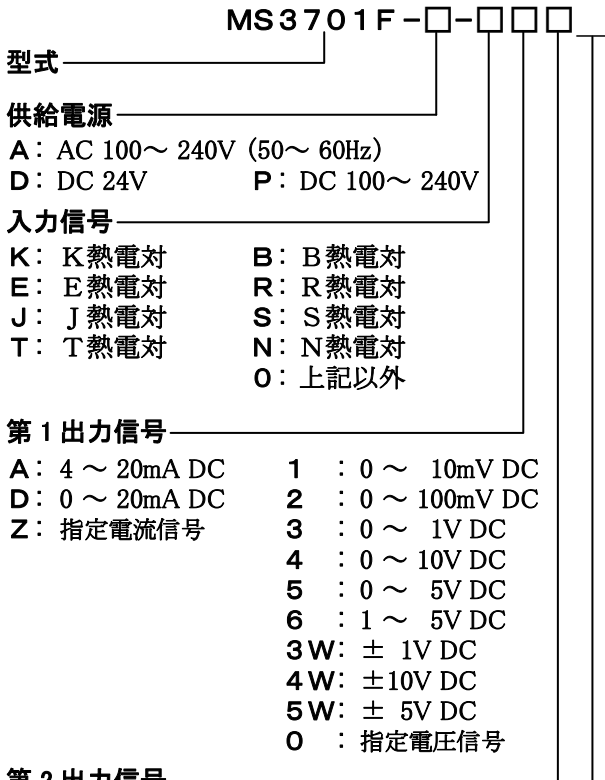 MS3701F-□-□□□
型式
供給電源
A: AC 100～240V (50～60Hz)
D: DC 24V P: DC 100～240V
入力信号
K: K熱電対 B: B熱電対
E: E熱電対 R: R熱電対
J: J熱電対 S: S熱電対
T: T熱電対 N: N熱電対
0: 上記以外
第1出力信号
A: 4～20mA DC 1 : 0～ 10mV DC
D: 0～20mA DC 2 : 0～100mV DC
Z: 指定電流信号 3 : 0～ 1V DC
4 : 0～10V DC
5 : 0～ 5V DC
6 : 1～ 5V DC
3W: ± 1V DC
4W: ±10V DC
5W: ± 5V DC
0 : 指定電圧信号
第2出力信号